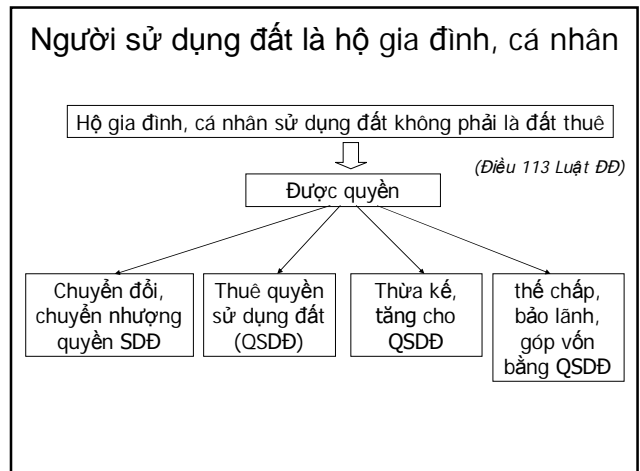 Người sử dụng đất là hộ gia đình, cá nhân
Hộ gia đình, cá nhân sử dụng đất không phải là đất thuê
(Điều 113 Luật ĐĐ)
Được quyền
Chuyển đổi,
chuyển nhượng
quyền SDĐ
Thuê quyền
sử dụng đất
(QSDĐ)
Thừa kế,
tăng cho
QSDĐ
thế chấp,
bảo lãnh,
góp vốn
bằng QSDĐ